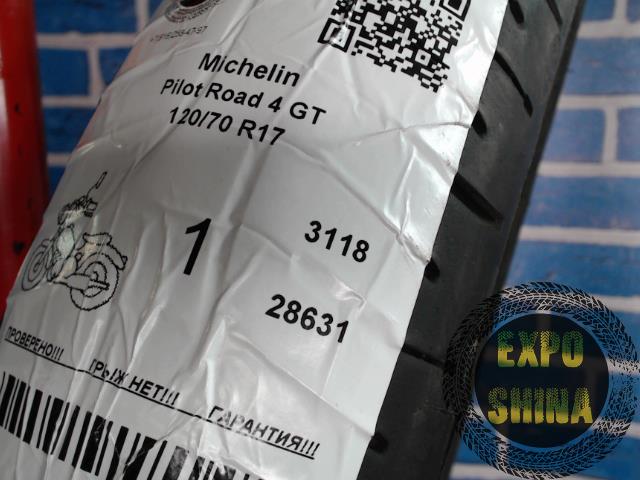 Michelin
Pilot Road 4 GT
120/70 R17
1
3118
28631
ПРОВЕРЕНО!!! ГРЫЖ НЕТ!!! ГАРАНТИЯ!!!
EXPO
SHINA